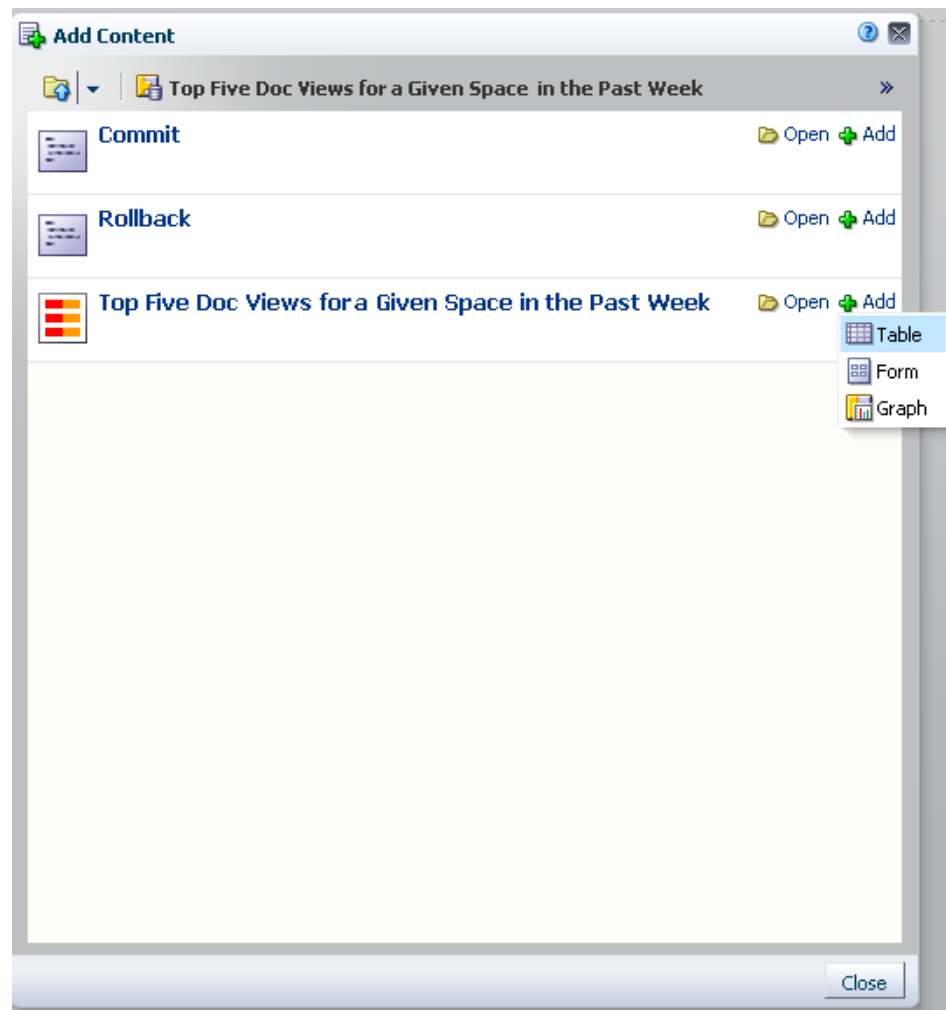 Add Content
Top Five Doc Views for a Given Space in the Past Week »
Commit Open Add
Rollback Open Add
Top Five Doc Views for a Given Space in the Past Week Open Add
Table
Form
Graph
Close